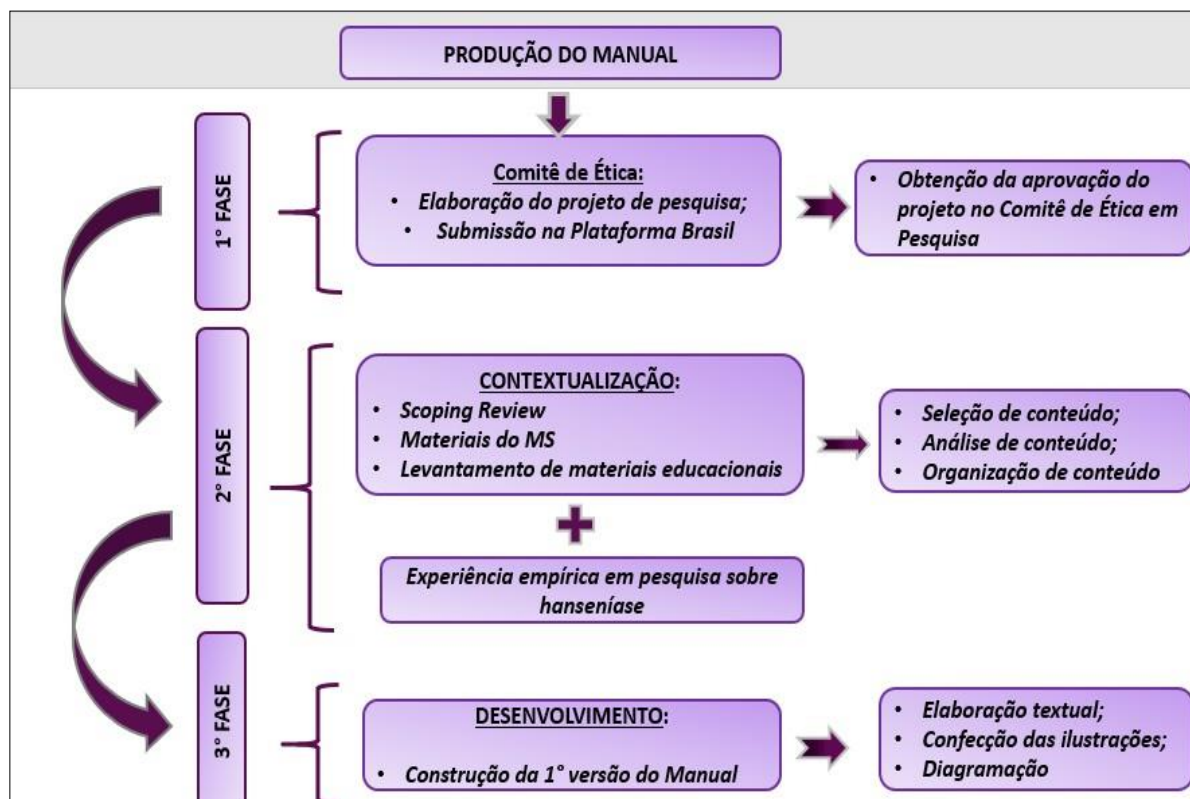 PRODUÇÃO DO MANUAL
1° FASE
Comitê de Ética:
• Elaboração do projeto de pesquisa;
• Submissão na Plataforma Brasil
• Obtenção da aprovação do
projeto no Comitê de Ética em
Pesquisa
2° FASE
CONTEXTUALIZAÇÃO:
• Scoping Review
• Materiais do MS
• Levantamento de materiais educacionais
• Seleção de conteúdo;
• Análise de conteúdo;
• Organização de conteúdo
Experiência empírica em pesquisa sobre
hanseníase
3° FASE
DESENVOLVIMENTO:
• Construção da 1° versão do Manual
• Elaboração textual;
• Confecção das ilustrações;
• Diagramação